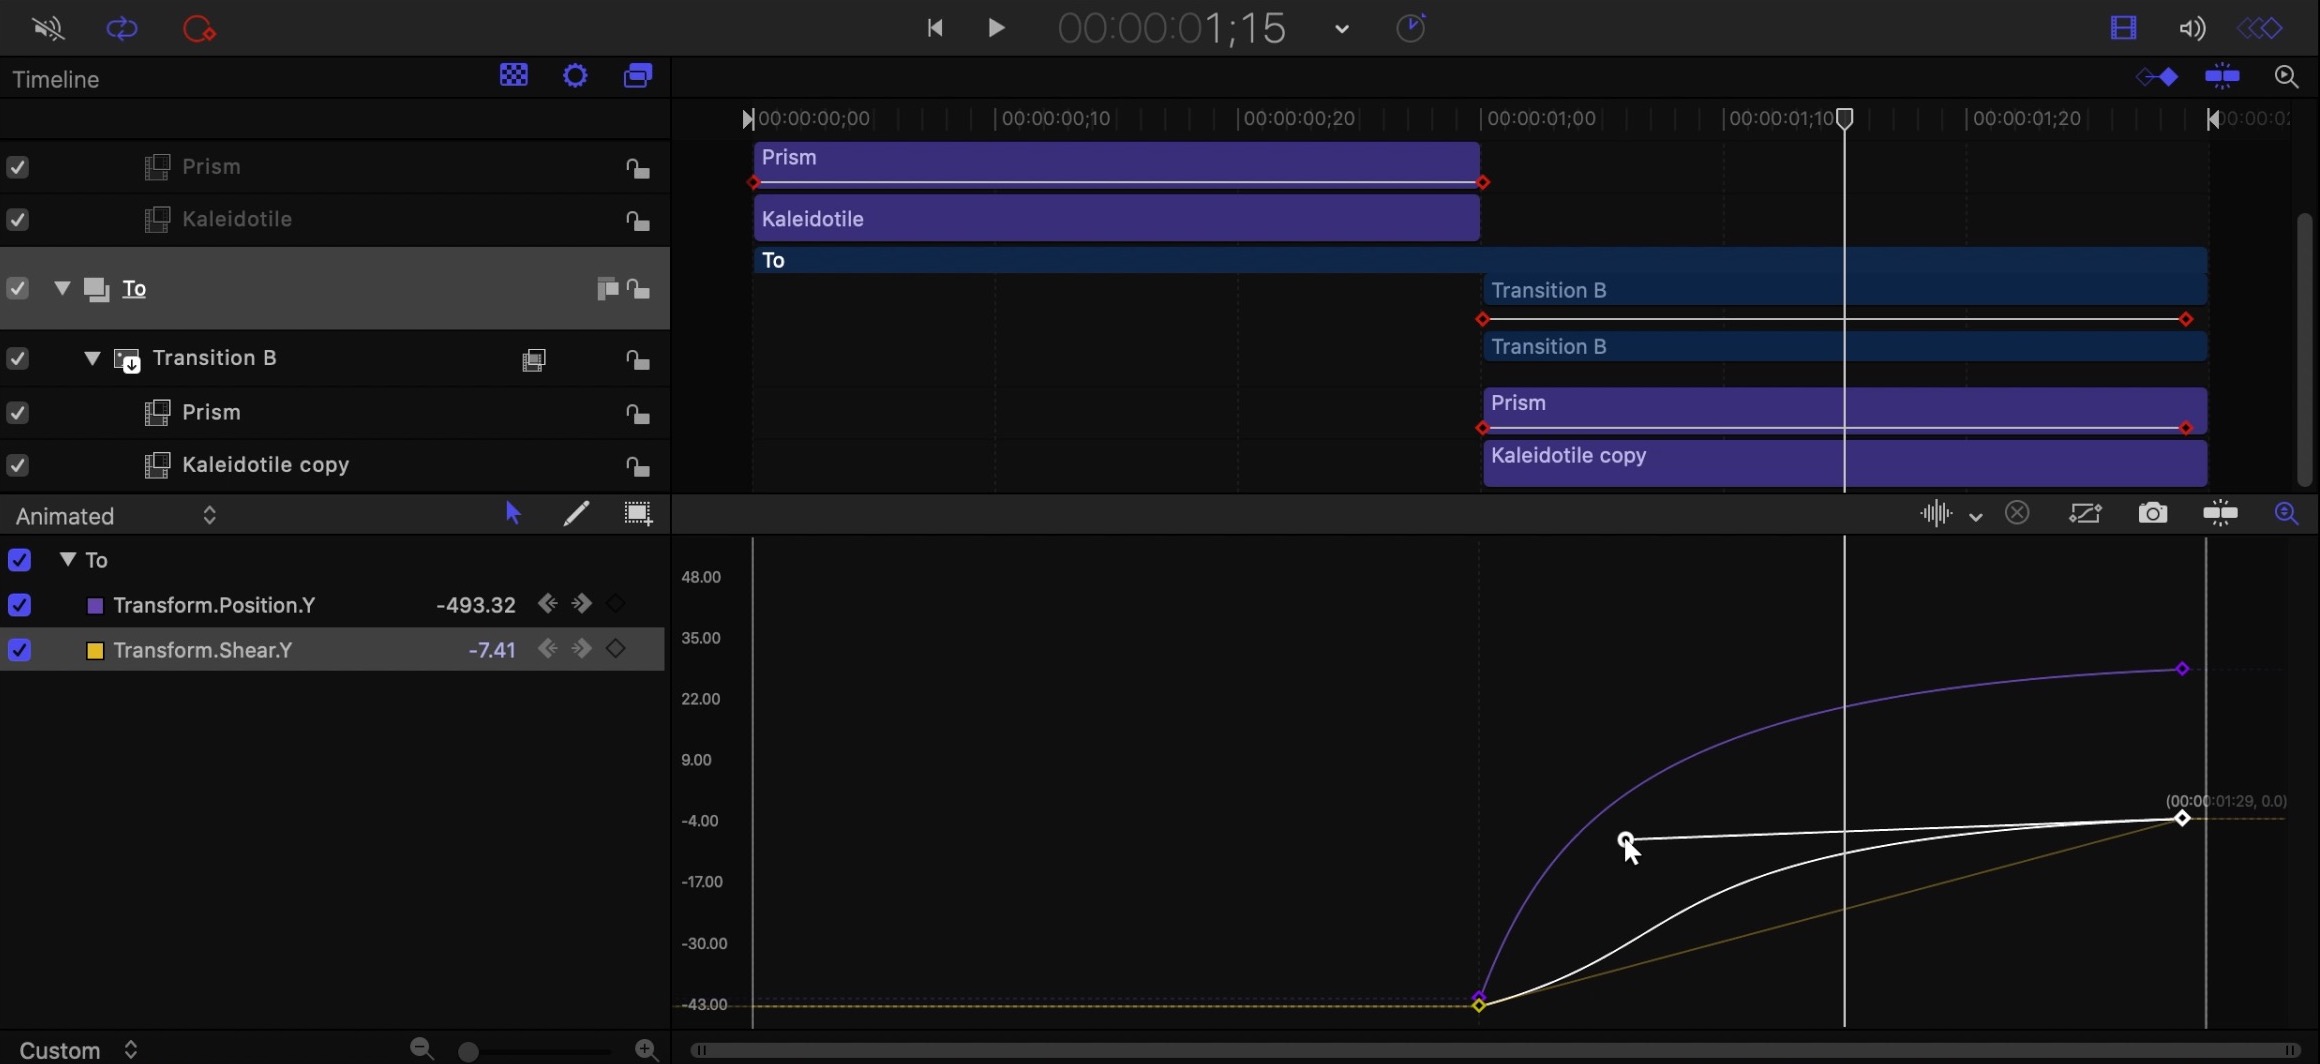 00:00:01;15
Timeline
00:00:00;00 00:00:00;10 00:00:00;20 00:00:01;00 00:00:01;10 00:00:01;20
Prism
Prism
Kaleidotile
Kaleidotile
To
To
Transition B
Transition B
Transition B
Prism
Prism
Kaleidotile copy
Kaleidotile copy
Animated
To
Transform.Position.Y -493.32
Transform.Shear.Y -7.41
48.00
35.00
22.00
9.00
-4.00
-17.00
-30.00
-43.00
(00:00:01:29, 0.0)
Custom